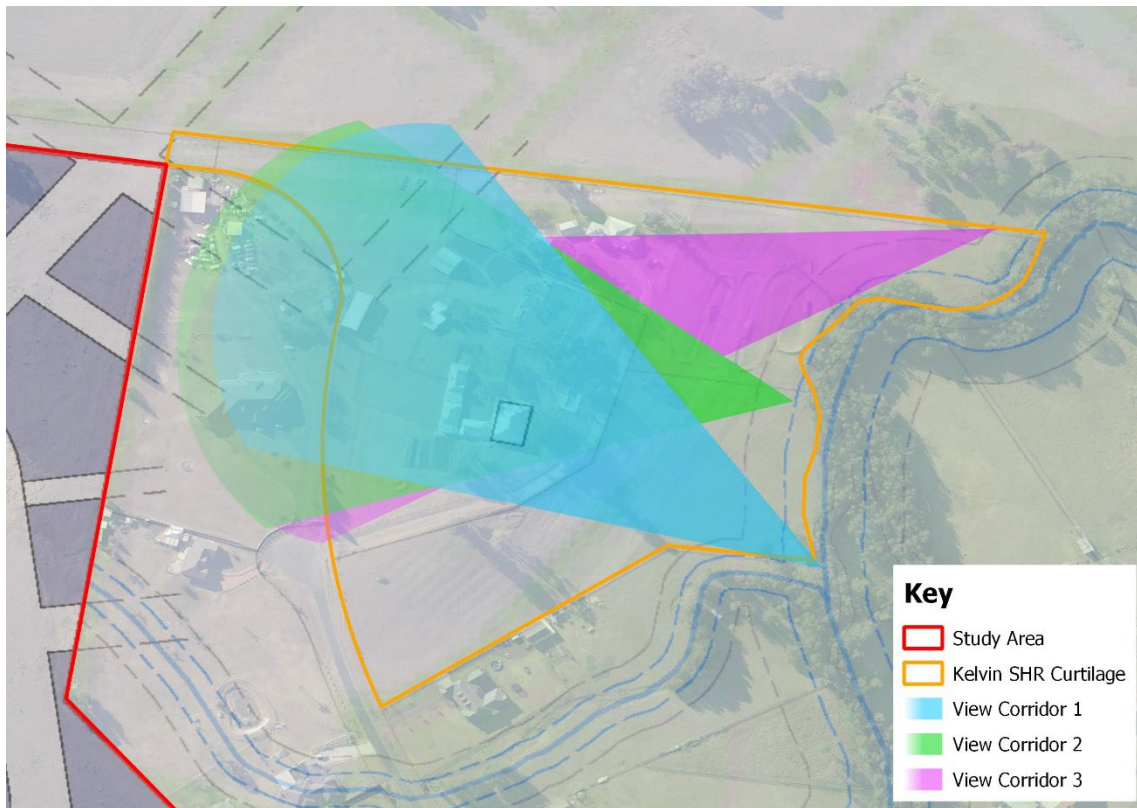 Key
Study Area
Kelvin SHR Curtilage
View Corridor 1
View Corridor 2
View Corridor 3